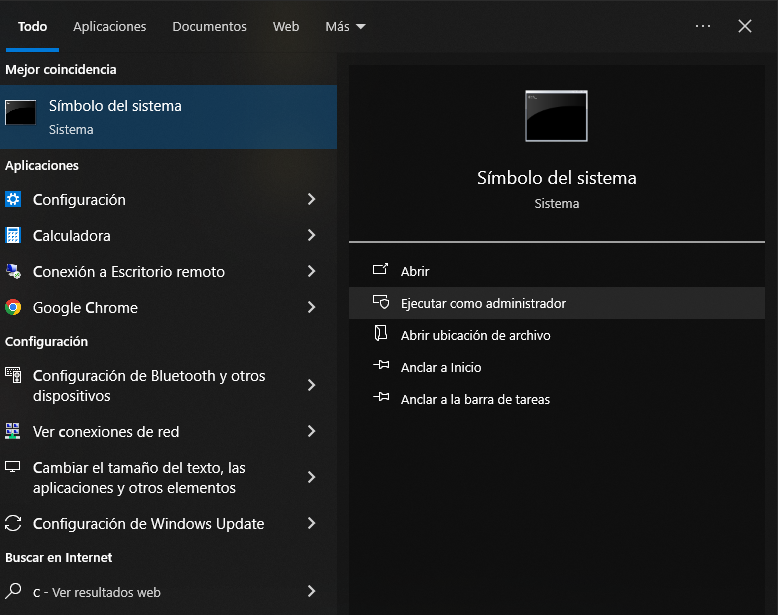 Todo Aplicaciones Documentos Web Más
Mejor coincidencia
Símbolo del sistema
Sistema
Aplicaciones
Configuración
Calculadora
Conexión a Escritorio remoto
Google Chrome
Configuración
Configuración de Bluetooth y otros
dispositivos
Ver conexiones de red
Cambiar el tamaño del texto, las
aplicaciones y otros elementos
Configuración de Windows Update
Buscar en Internet
c - Ver resultados web
Símbolo del sistema
Sistema
Abrir
Ejecutar como administrador
Abrir ubicación de archivo
Anclar a Inicio
Anclar a la barra de tareas